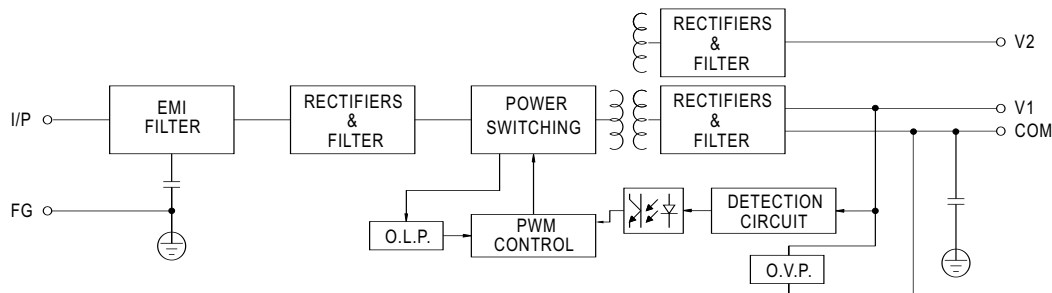 RECTIFIERS
&
FILTER
V2
I/P
EMI
FILTER
RECTIFIERS
&
FILTER
POWER
SWITCHING
RECTIFIERS
&
FILTER
V1
COM
FG
O.L.P.
PWM
CONTROL
DETECTION
CIRCUIT
O.V.P.